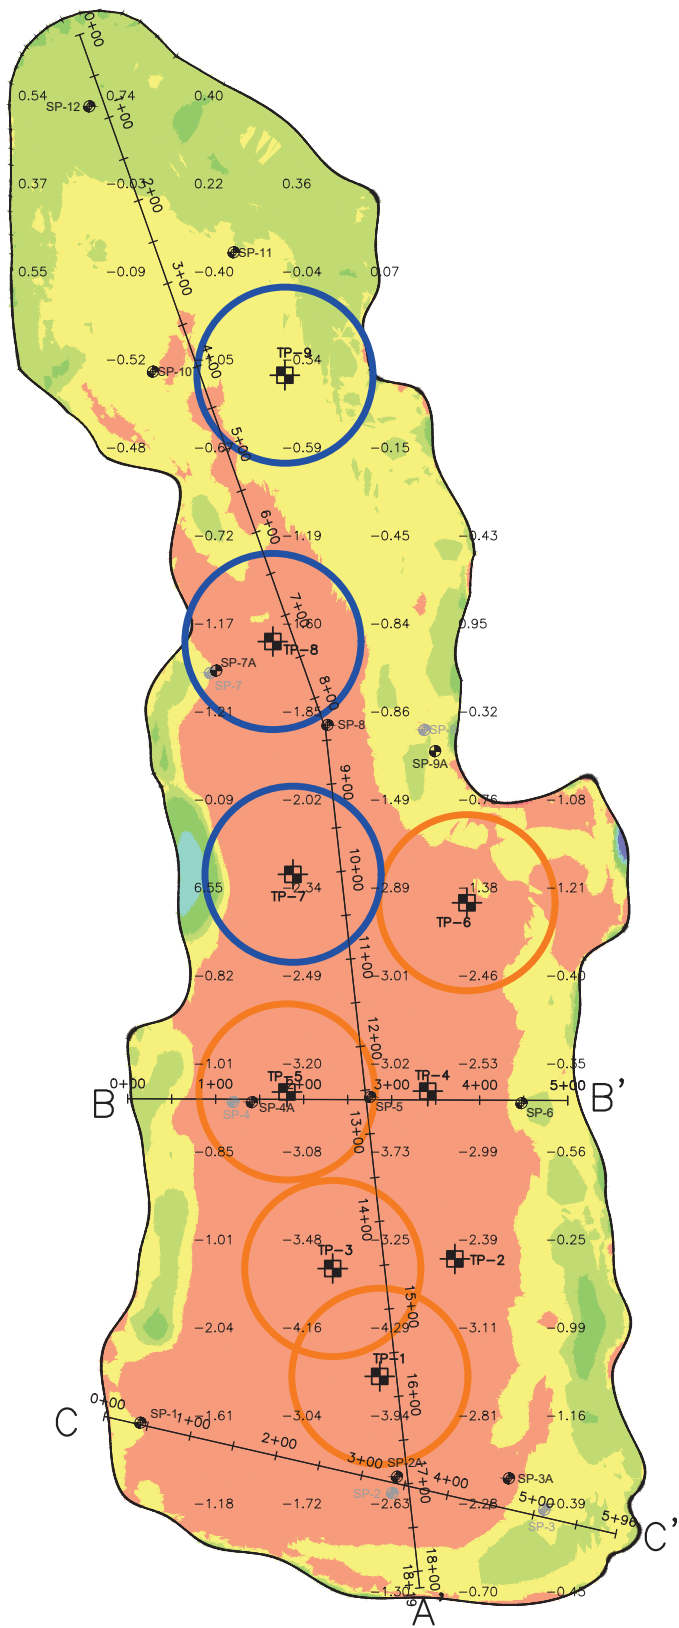 0+00
0.54 0.74 0.40
SP-12
1+00
0.37 -0.03 0.22 0.36
2+00
SP-11
0.55 -0.09 -0.40 -0.04 0.07
3+00
TP-9
-0.52 -0.34
4+00
SP-10
5+00
-0.48 -0.67 -0.59 -0.15
6+00
-0.72 -1.19 -0.45 -0.43
7+00
-1.17 -1.60 -0.84 0.95
TP-8
SP-7A
SP-7
8+00
-1.21 -1.85 -0.86 -0.32
SP-8
SP-9A
9+00
-0.09 -2.02 -1.49 -0.76 -1.08
10+00
6.55 -2.34 -2.89 -1.38 -1.21
TP-7
TP-6
11+00
-0.82 -2.49 -3.01 -2.46 -0.40
12+00
-1.01 -3.20 -3.02 -2.53 -0.35
TP-5 TP-4
B 0+00 1+00 2+00 3+00 4+00 5+00 B'
SP-4 SP-4A SP-5 SP-6
13+00
-0.85 -3.08 -3.73 -2.99 -0.56
14+00
-1.01 -3.48 -3.25 -2.39 -0.25
TP-3 TP-2
15+00
-2.04 -4.16 -4.29 -3.11 -0.99
TP-1
16+00
C 0+00 1+00 2+00 3+00 4+00 5+00 5+96 C'
SP-1
-1.61 -3.04 -3.94 -2.81 -1.16
SP-2A
SP-2
SP-3A
17+00
-1.18 -1.72 -2.63 -2.28 -0.39
SP-3
18+00
-1.30 -0.70 -0.45
A'